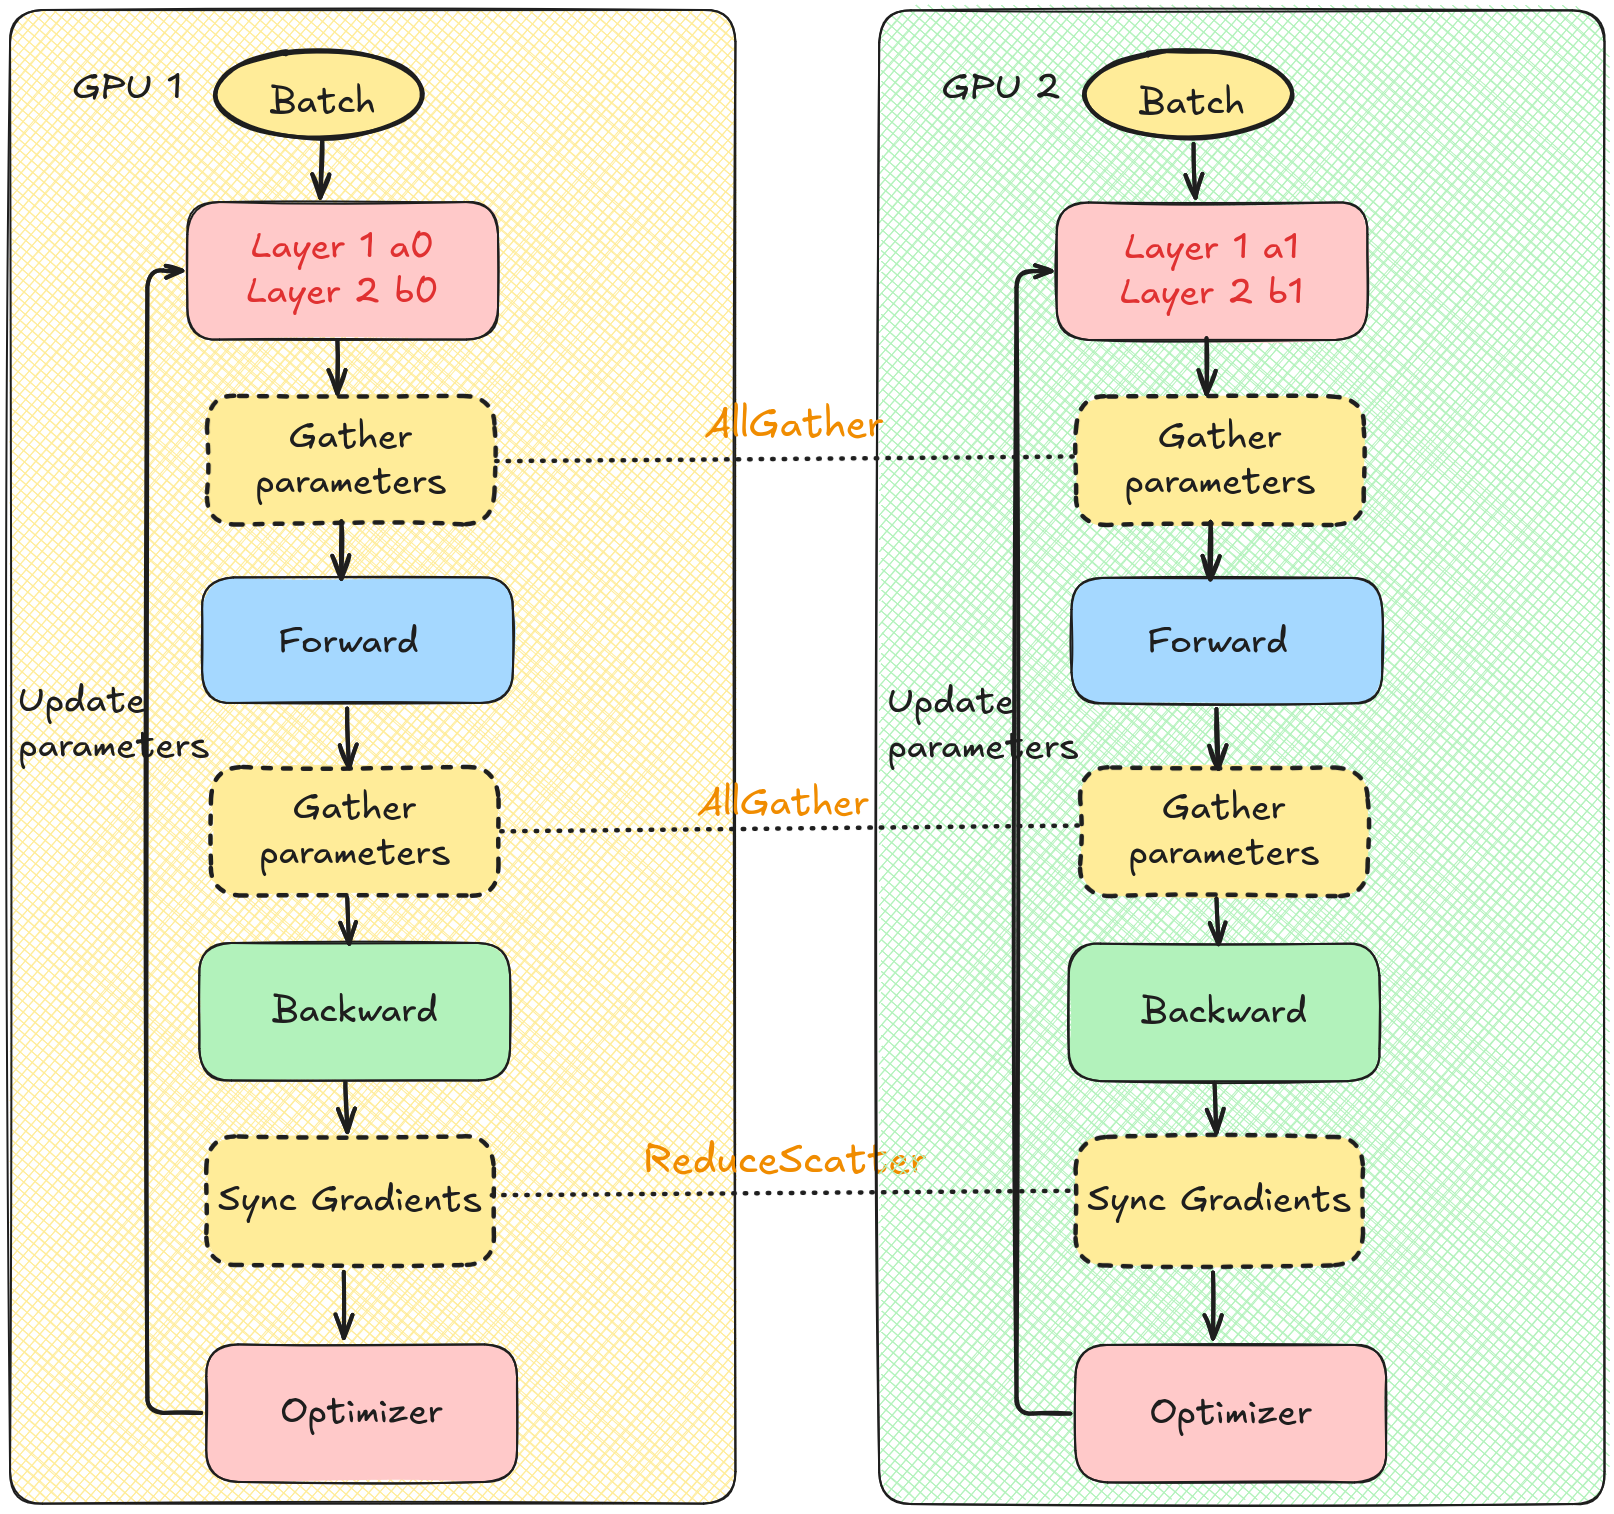 GPU 1
Batch
Layer 1 a0
Layer 2 b0
Gather
parameters
Forward
Update
parameters
Gather
parameters
Backward
Sync Gradients
Optimizer
AllGather
AllGather
ReduceScatter
GPU 2
Batch
Layer 1 a1
Layer 2 b1
Gather
parameters
Forward
Update
parameters
Gather
parameters
Backward
Sync Gradients
Optimizer